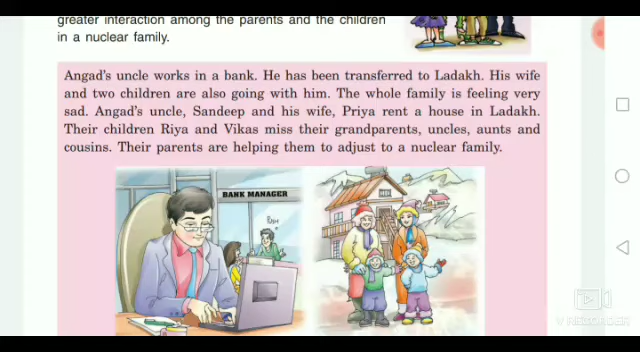 greater interaction among the parents and the children
in a nuclear family.
Angad's uncle works in a bank. He has been transferred to Ladakh. His wife
and two children are also going with him. The whole family is feeling very
sad. Angad's uncle, Sandeep and his wife, Priya rent a house in Ladakh.
Their children Riya and Vikas miss their grandparents, uncles, aunts and
cousins. Their parents are helping them to adjust to a nuclear family.
BANK MANAGER